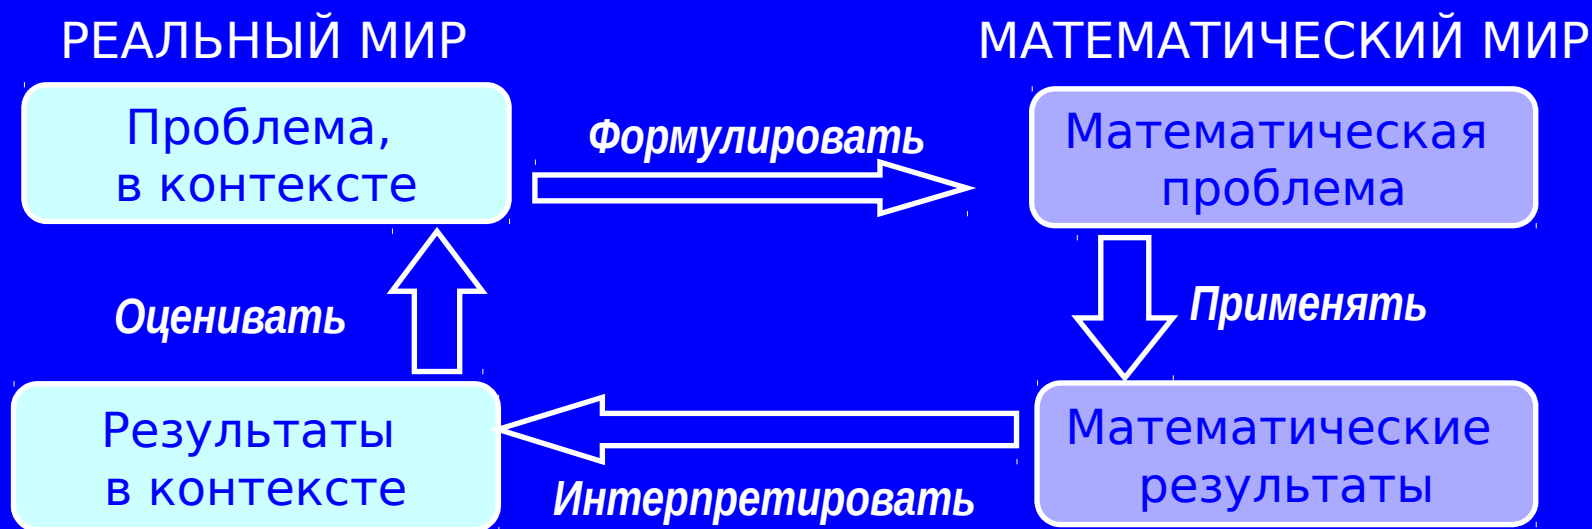 РЕАЛЬНЫЙ МИР
МАТЕМАТИЧЕСКИЙ МИР
Проблема,
в контексте
Формулировать
Математическая
проблема
Оценивать
Применять
Результаты
в контексте
Интерпретировать
Математические
результаты